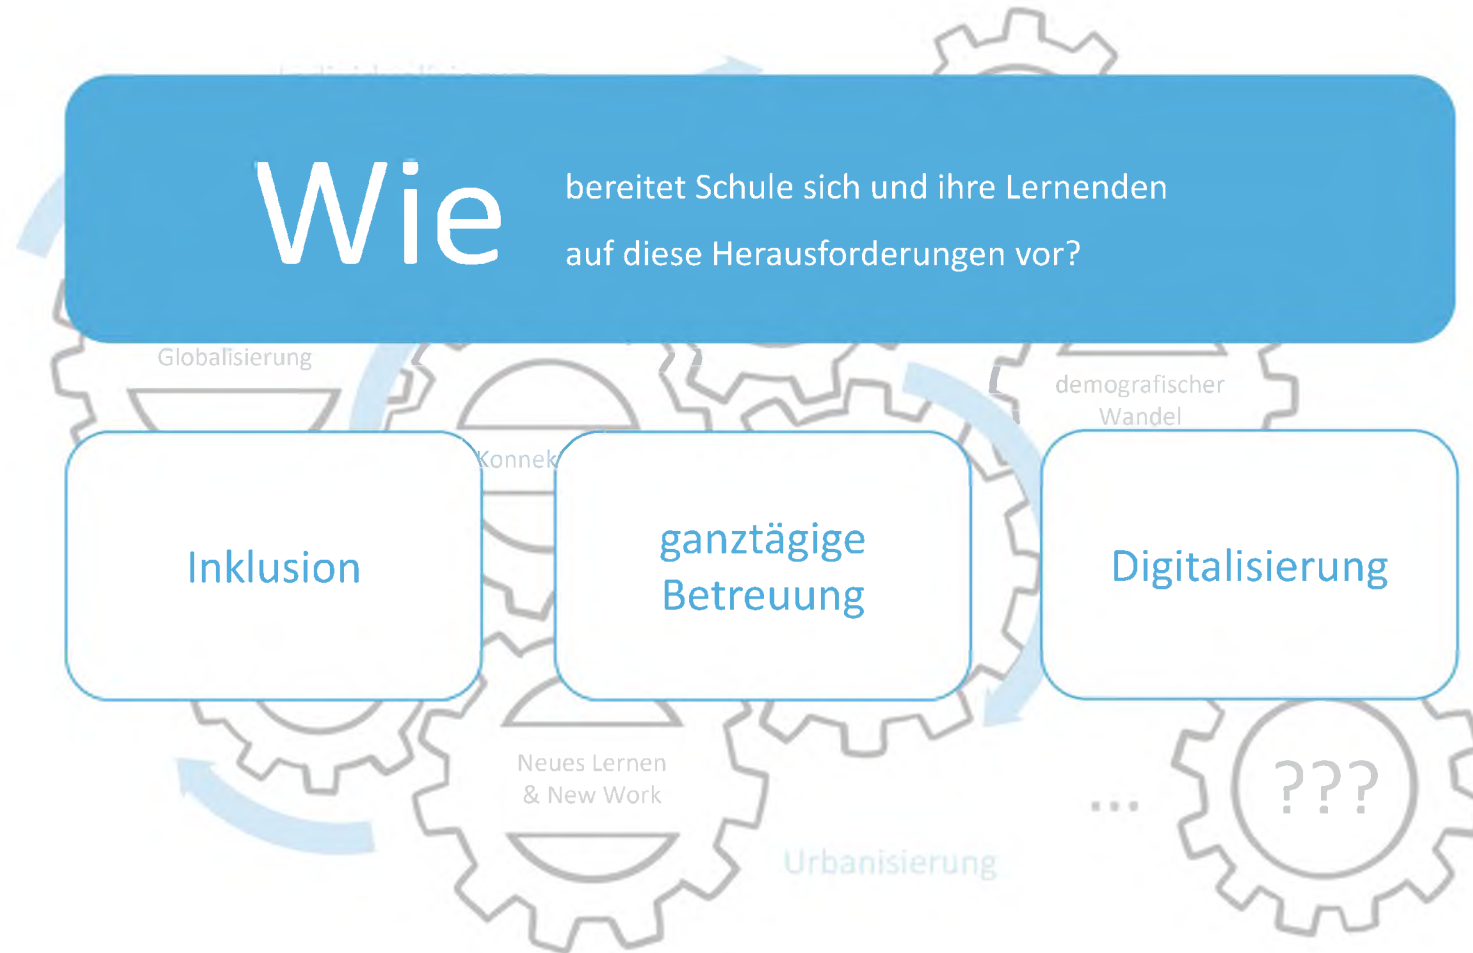 Wie
bereitet Schule sich und ihre Lernenden
auf diese Herausforderungen vor?
Globalisierung
demografischer
Wandel
Konnek
Inklusion
ganztägige
Betreuung
Digitalisierung
Neues Lernen
& New Work
...
???
Urbanisierung